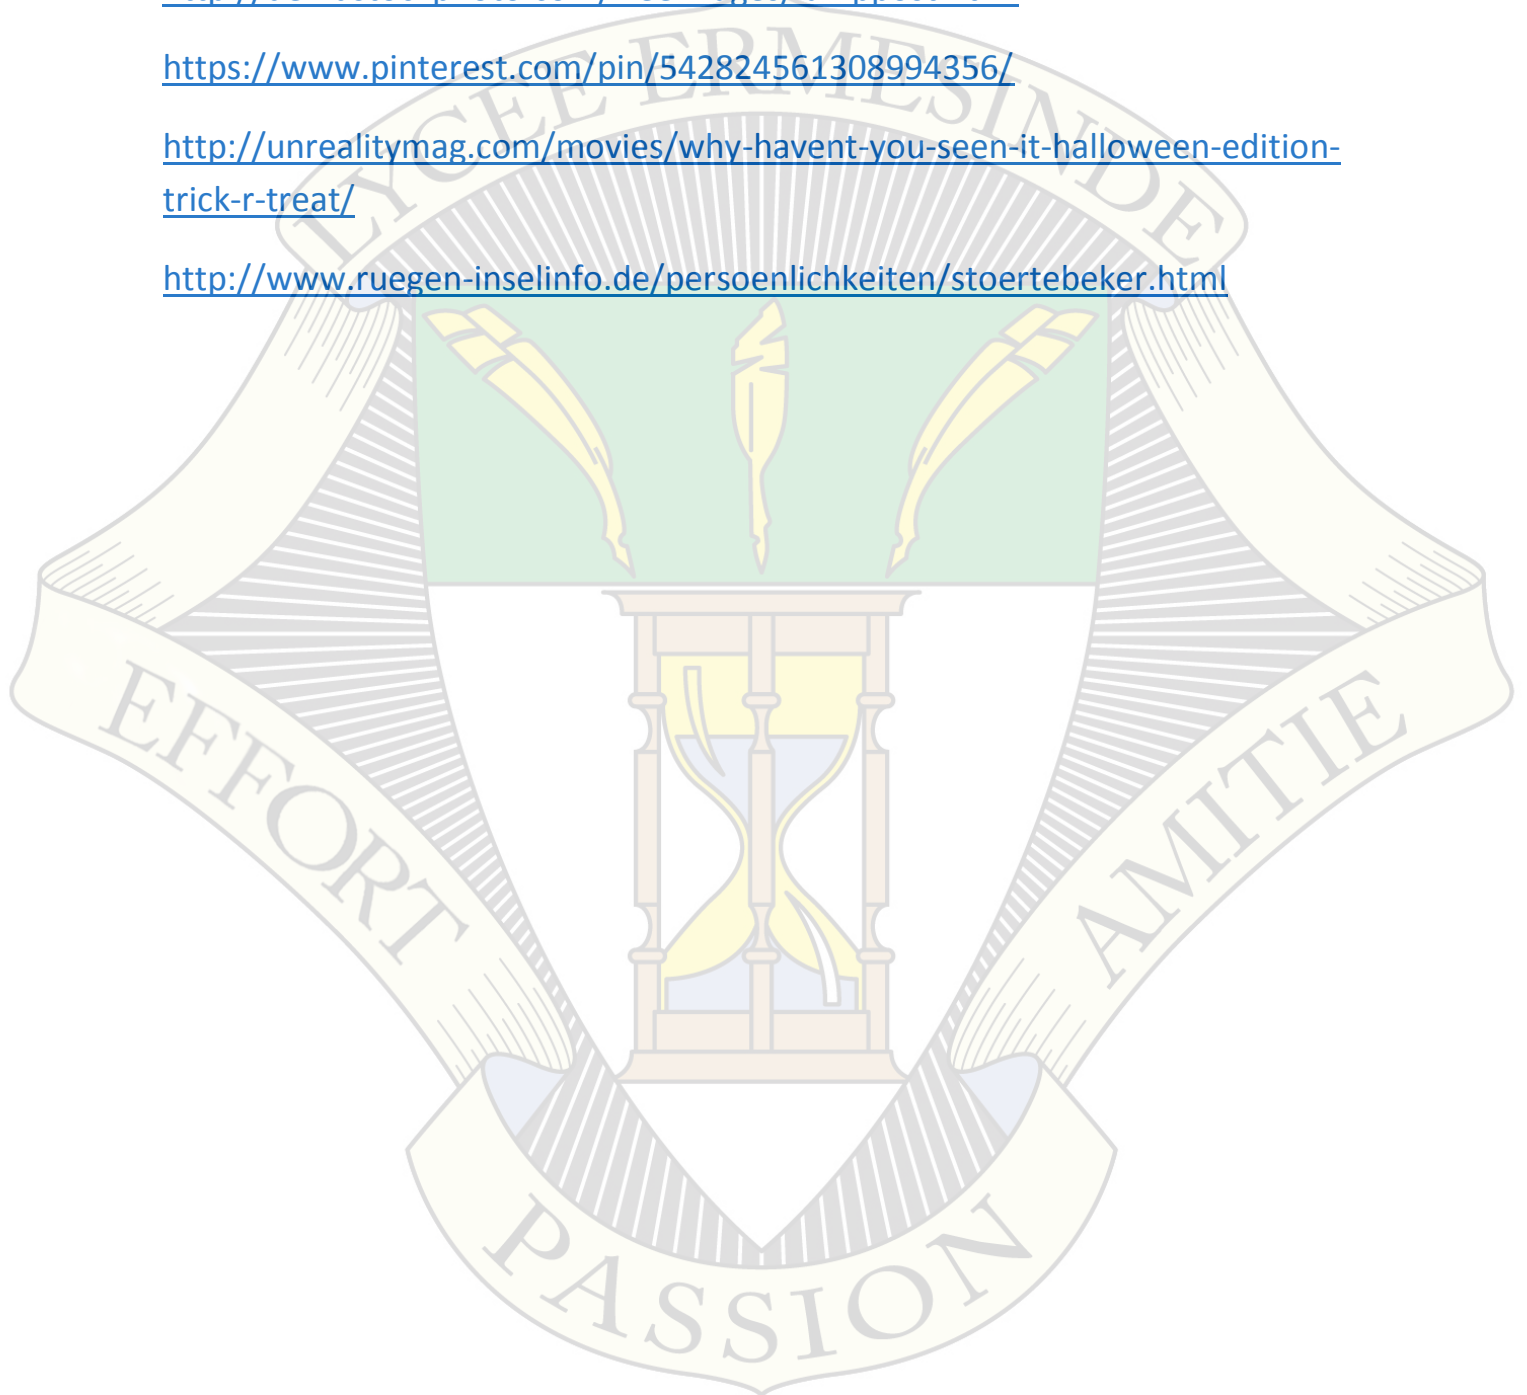 https://www.pinterest.com/pin/542824561308994356/
http://unrealitymag.com/movies/why-havent-you-seen-it-halloween-edition-
trick-r-treat/
http://www.ruegen-inselinfo.de/persoenlichkeiten/stoertebeker.html
LYCEE ERMESINDE
EFFORT
AMITIE
PASSION